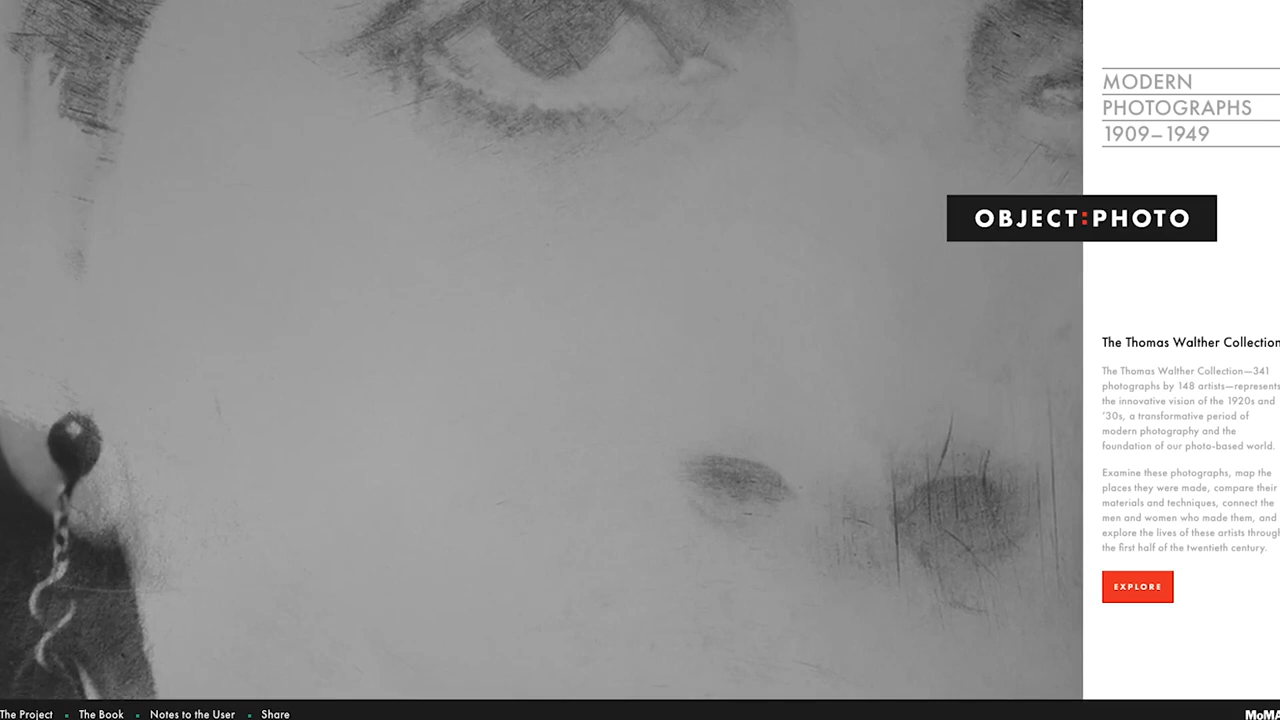 MODERN
PHOTOGRAPHS
1909–1949
OBJECT:PHOTO
The Thomas Walther Collection
The Thomas Walther Collection—341
photographs by 148 artists—represents
the innovative vision of the 1920s and
'30s, a transformative period of
modern photography and the
foundation of our photo-based world.
Examine these photographs, map the
places they were made, compare their
materials and techniques, connect the
men and women who made them, and
explore the lives of these artists through
the first half of the twentieth century.
EXPLORE
The Project ▪ The Book ▪ Notes to the User ▪ Share
MoMA